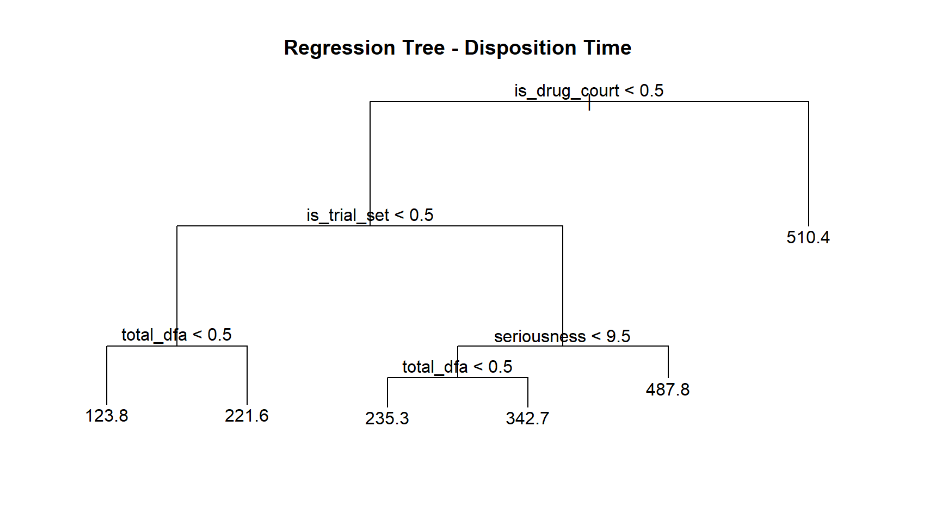 Regression Tree - Disposition Time
is_drug_court < 0.5
is_trial_set < 0.5
510.4
total_dfa < 0.5
seriousness < 9.5
total_dfa < 0.5
487.8
123.8
221.6
235.3
342.7